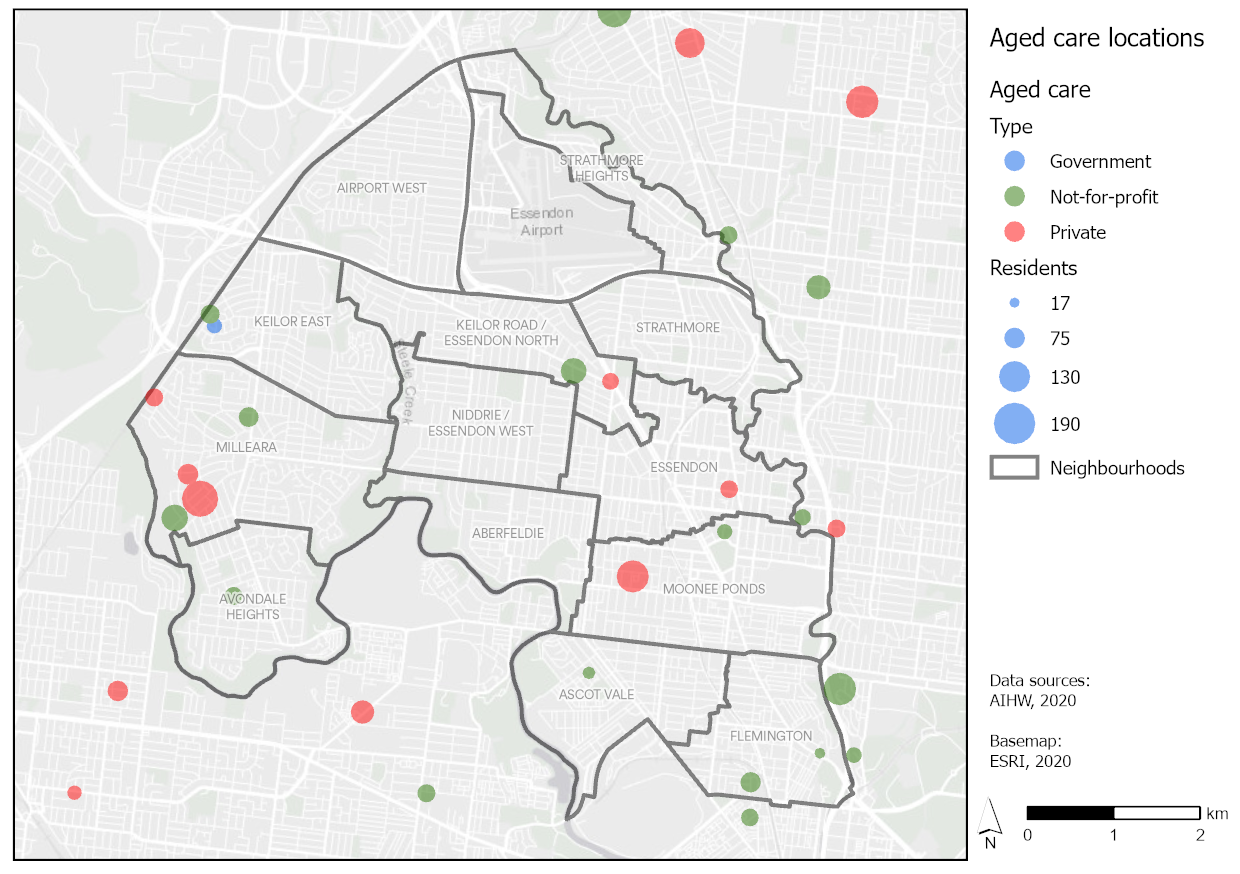 STRATHMORE
HEIGHTS
AIRPORT WEST
Essendon
Airport
KEILOR EAST
KEILOR ROAD /
ESSENDON NORTH
STRATHMORE
Steele Creek
NIDDRIE /
ESSENDON WEST
MILLEARA
ESSENDON
ABERFELDIE
MOONEE PONDS
AVONDALE
HEIGHTS
ASCOT VALE
FLEMINGTON
Aged care locations
Aged care
Type
Government
Not-for-profit
Private
Residents
17
75
130
190
Neighbourhoods
Data sources:
AIHW, 2020
Basemap:
ESRI, 2020
N
km
0 1 2